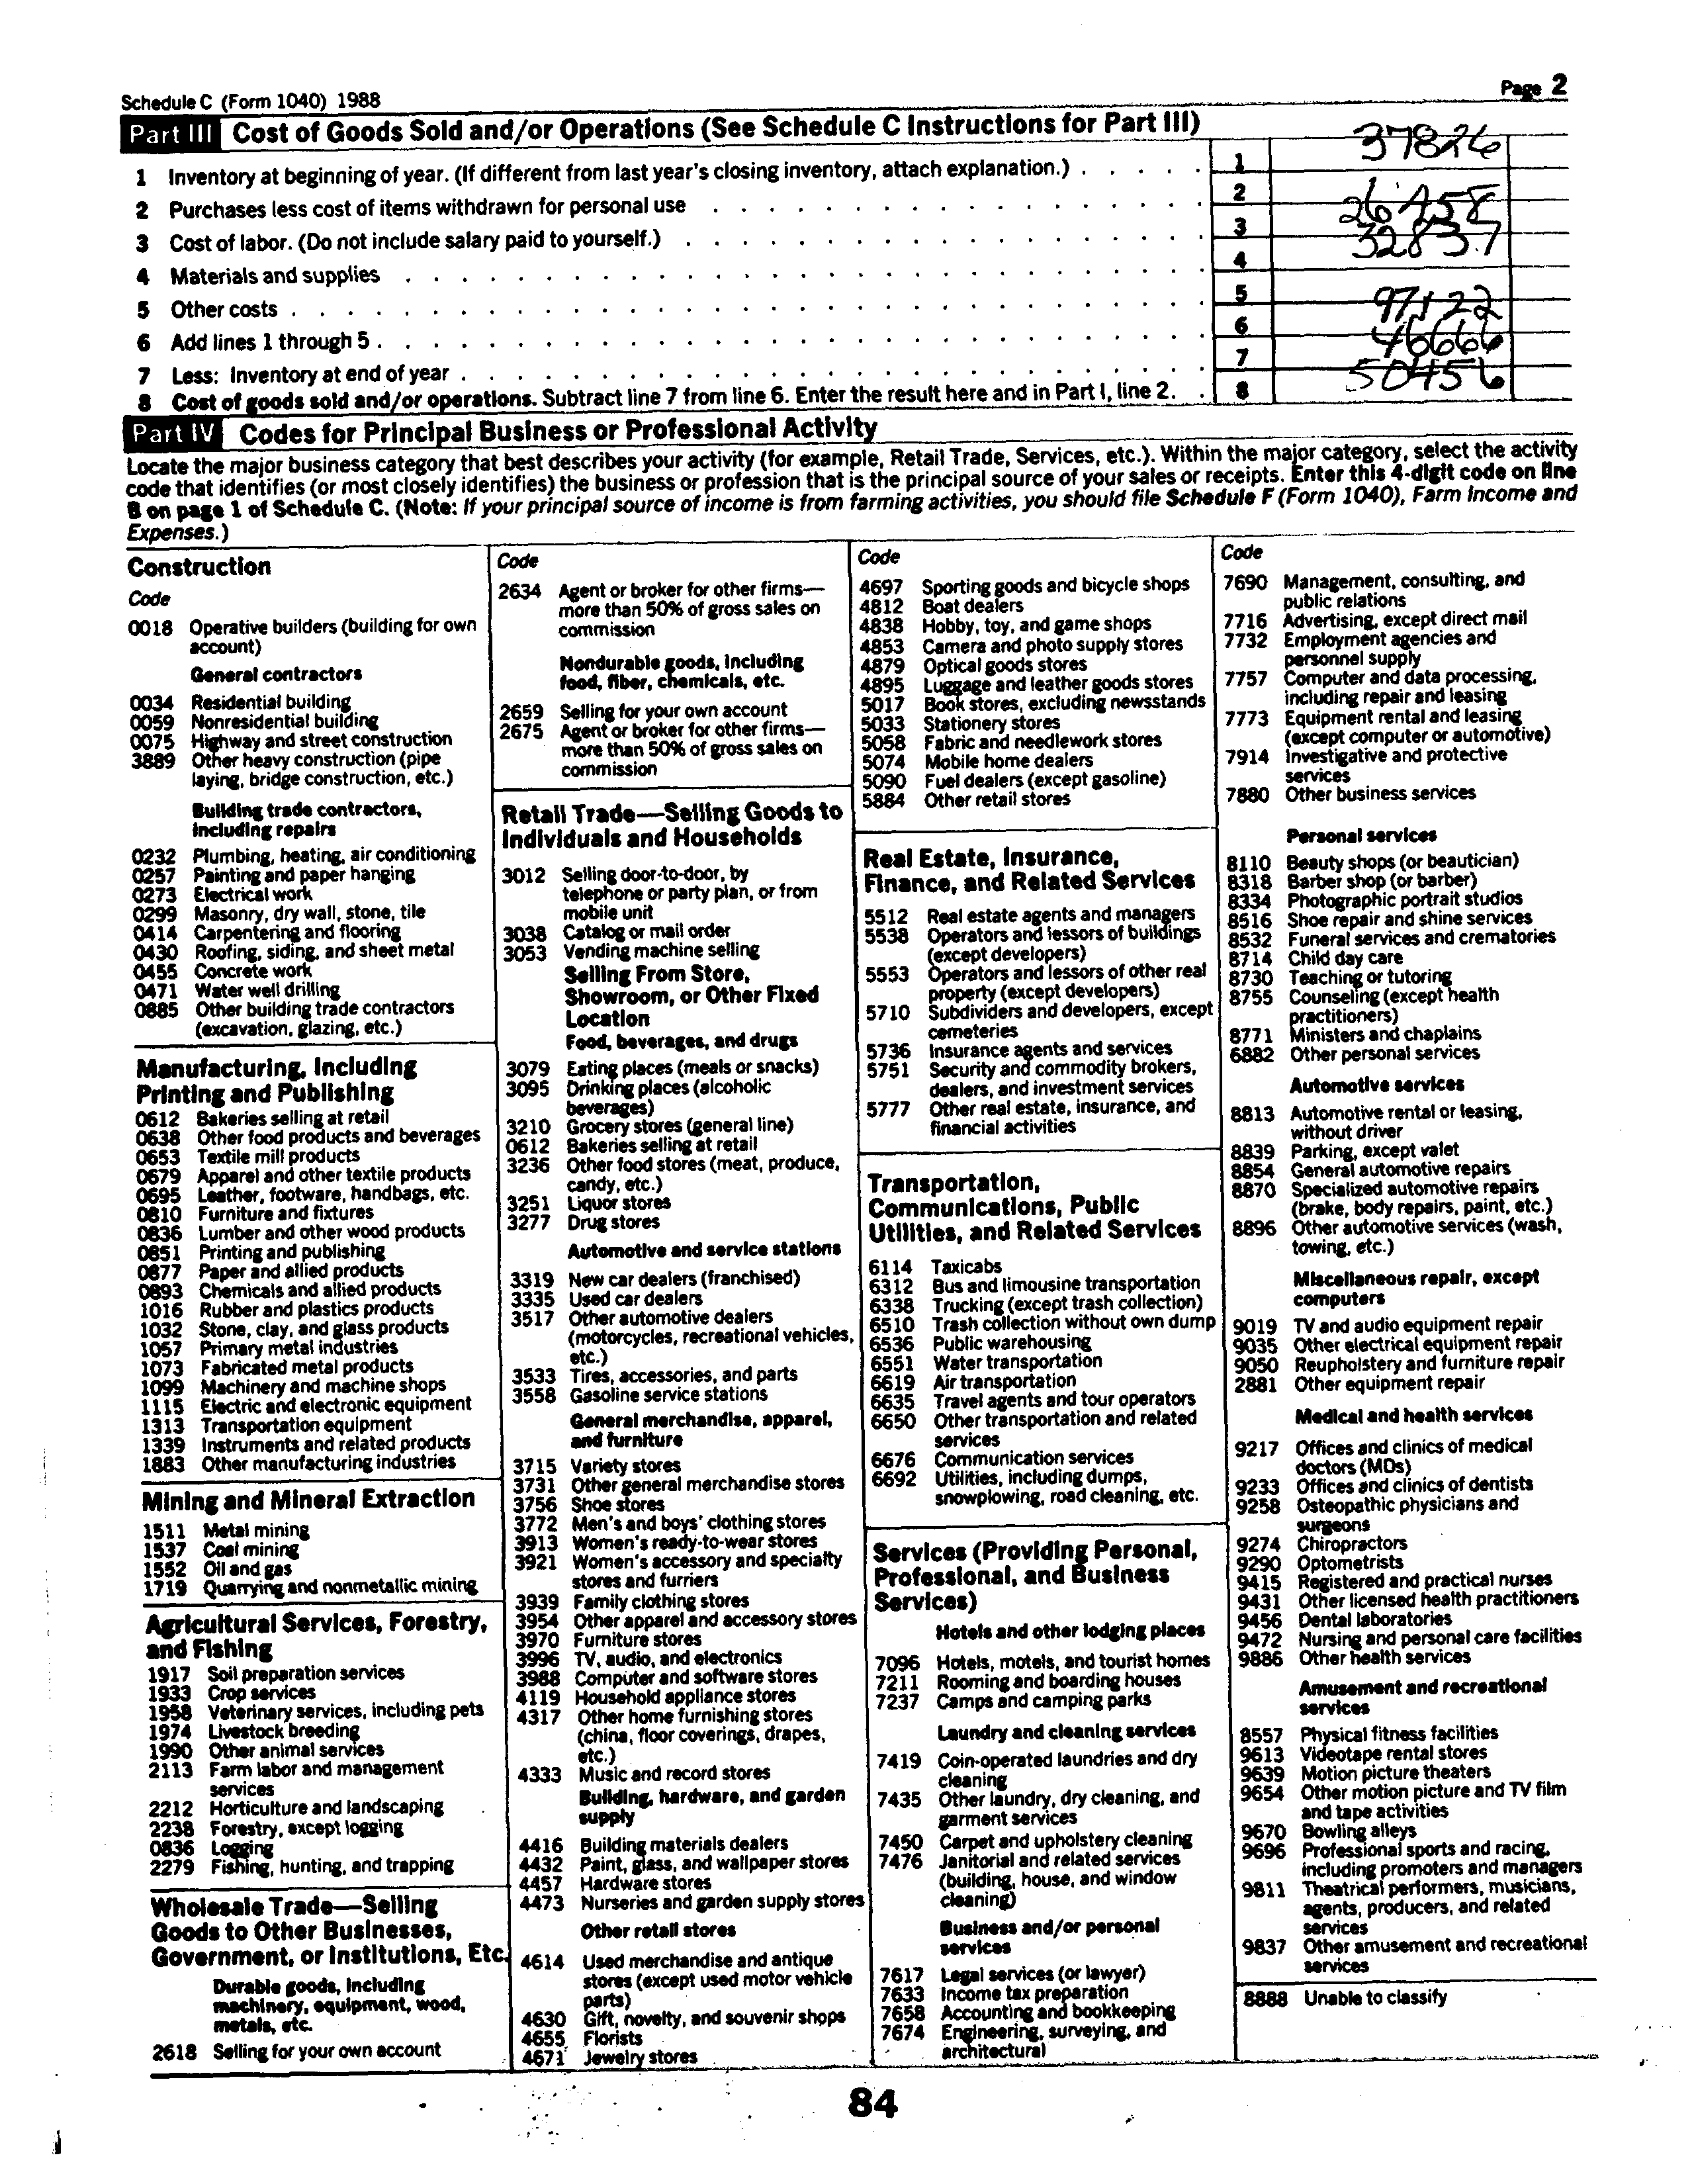 Schedule C (Form 1040) 1988
Page 2
Part III Cost of Goods Sold and/or Operations (See Schedule C Instructions for Part III)
1 Inventory at beginning of year. (If different from last year's closing inventory, attach explanation.) . . . . . 1 37826
2 Purchases less cost of items withdrawn for personal use 2 26458
3 Cost of labor. (Do not include salary paid to yourself.) 3 32837
4 Materials and supplies 4
5 Other costs 5
6 Add lines 1 through 5 6 97122
7 Less: Inventory at end of year 7 46666
8 Cost of goods sold and/or operations. Subtract line 7 from line 6. Enter the result here and in Part I, line 2. 8 50456
Part IV Codes for Principal Business or Professional Activity
Locate the major business category that best describes your activity (for example, Retail Trade, Services, etc.). Within the major category, select the activity
code that identifies (or most closely identifies) the business or profession that is the principal source of your sales or receipts. Enter this 4-digit code on line
B on page 1 of Schedule C. (Note: If your principal source of income is from farming activities, you should file Schedule F (Form 1040), Farm Income and
Expenses.)
Construction
Code
0018 Operative builders (building for own
account)
General contractors
0034 Residential building
0059 Nonresidential building
0075 Highway and street construction
3889 Other heavy construction (pipe
laying, bridge construction, etc.)
Building trade contractors,
including repairs
0232 Plumbing, heating, air conditioning
0257 Painting and paper hanging
0273 Electrical work
0299 Masonry, dry wall, stone, tile
0414 Carpentering and flooring
0430 Roofing, siding, and sheet metal
0455 Concrete work
0471 Water well drilling
0885 Other building trade contractors
(excavation, glazing, etc.)
Manufacturing, Including
Printing and Publishing
0612 Bakeries selling at retail
0638 Other food products and beverages
0653 Textile mill products
0679 Apparel and other textile products
0695 Leather, footware, handbags, etc.
0810 Furniture and fixtures
0836 Lumber and other wood products
0851 Printing and publishing
0877 Paper and allied products
0893 Chemicals and allied products
1016 Rubber and plastics products
1032 Stone, clay, and glass products
1057 Primary metal industries
1073 Fabricated metal products
1099 Machinery and machine shops
1115 Electric and electronic equipment
1313 Transportation equipment
1339 Instruments and related products
1883 Other manufacturing industries
Mining and Mineral Extraction
1511 Metal mining
1537 Coal mining
1552 Oil and gas
1719 Quarrying and nonmetallic mining
Agricultural Services, Forestry,
and Fishing
1917 Soil preparation services
1933 Crop services
1958 Veterinary services, including pets
1974 Livestock breeding
1990 Other animal services
2113 Farm labor and management
services
2212 Horticulture and landscaping
2238 Forestry, except logging
0836 Logging
2279 Fishing, hunting, and trapping
Wholesale Trade—Selling
Goods to Other Businesses,
Government, or Institutions, Etc.
Durable goods, including
machinery, equipment, wood,
metals, etc.
2618 Selling for your own account
Code
2634 Agent or broker for other firms—
more than 50% of gross sales on
commission
Nondurable goods, including
food, fiber, chemicals, etc.
2659 Selling for your own account
2675 Agent or broker for other firms—
more than 50% of gross sales on
commission
Retail Trade—Selling Goods to
Individuals and Households
3012 Selling door-to-door, by
telephone or party plan, or from
mobile unit
3038 Catalog or mail order
3053 Vending machine selling
Selling From Store,
Showroom, or Other Fixed
Location
Food, beverages, and drugs
3079 Eating places (meals or snacks)
3095 Drinking places (alcoholic
beverages)
3210 Grocery stores (general line)
0612 Bakeries selling at retail
3236 Other food stores (meat, produce,
candy, etc.)
3251 Liquor stores
3277 Drug stores
Automotive and service stations
3319 New car dealers (franchised)
3335 Used car dealers
3517 Other automotive dealers
(motorcycles, recreational vehicles,
etc.)
3533 Tires, accessories, and parts
3558 Gasoline service stations
General merchandise, apparel,
and furniture
3715 Variety stores
3731 Other general merchandise stores
3756 Shoe stores
3772 Men's and boys' clothing stores
3913 Women's ready-to-wear stores
3921 Women's accessory and specialty
stores and furriers
3939 Family clothing stores
3954 Other apparel and accessory stores
3970 Furniture stores
3996 TV, audio, and electronics
3988 Computer and software stores
4119 Household appliance stores
4317 Other home furnishing stores
(china, floor coverings, drapes,
etc.)
4333 Music and record stores
Building, hardware, and garden
supply
4416 Building materials dealers
4432 Paint, glass, and wallpaper stores
4457 Hardware stores
4473 Nurseries and garden supply stores
Other retail stores
4614 Used merchandise and antique
stores (except used motor vehicle
parts)
4630 Gift, novelty, and souvenir shops
4655 Florists
4671 Jewelry stores
Code
4697 Sporting goods and bicycle shops
4812 Boat dealers
4838 Hobby, toy, and game shops
4853 Camera and photo supply stores
4879 Optical goods stores
4895 Luggage and leather goods stores
5017 Book stores, excluding newsstands
5033 Stationery stores
5058 Fabric and needlework stores
5074 Mobile home dealers
5090 Fuel dealers (except gasoline)
5884 Other retail stores
Real Estate, Insurance,
Finance, and Related Services
5512 Real estate agents and managers
5538 Operators and lessors of buildings
(except developers)
5553 Operators and lessors of other real
property (except developers)
5710 Subdividers and developers, except
cemeteries
5736 Insurance agents and services
5751 Security and commodity brokers,
dealers, and investment services
5777 Other real estate, insurance, and
financial activities
Transportation,
Communications, Public
Utilities, and Related Services
6114 Taxicabs
6312 Bus and limousine transportation
6338 Trucking (except trash collection)
6510 Trash collection without own dump
6536 Public warehousing
6551 Water transportation
6619 Air transportation
6635 Travel agents and tour operators
6650 Other transportation and related
services
6676 Communication services
6692 Utilities, including dumps,
snowplowing, road cleaning, etc.
Services (Providing Personal,
Professional, and Business
Services)
Hotels and other lodging places
7096 Hotels, motels, and tourist homes
7211 Rooming and boarding houses
7237 Camps and camping parks
Laundry and cleaning services
7419 Coin-operated laundries and dry
cleaning
7435 Other laundry, dry cleaning, and
garment services
7450 Carpet and upholstery cleaning
7476 Janitorial and related services
(building, house, and window
cleaning)
Business and/or personal
services
7617 Legal services (or lawyer)
7633 Income tax preparation
7658 Accounting and bookkeeping
7674 Engineering, surveying, and
architectural
Code
7690 Management, consulting, and
public relations
7716 Advertising, except direct mail
7732 Employment agencies and
personnel supply
7757 Computer and data processing,
including repair and leasing
7773 Equipment rental and leasing
(except computer or automotive)
7914 Investigative and protective
services
7880 Other business services
Personal services
8110 Beauty shops (or beautician)
8318 Barber shop (or barber)
8334 Photographic portrait studios
8516 Shoe repair and shine services
8532 Funeral services and crematories
8714 Child day care
8730 Teaching or tutoring
8755 Counseling (except health
practitioners)
8771 Ministers and chaplains
6882 Other personal services
Automotive services
8813 Automotive rental or leasing,
without driver
8839 Parking, except valet
8854 General automotive repairs
8870 Specialized automotive repairs
(brake, body repairs, paint, etc.)
8896 Other automotive services (wash,
towing, etc.)
Miscellaneous repair, except
computers
9019 TV and audio equipment repair
9035 Other electrical equipment repair
9050 Reupholstery and furniture repair
2881 Other equipment repair
Medical and health services
9217 Offices and clinics of medical
doctors (MDs)
9233 Offices and clinics of dentists
9258 Osteopathic physicians and
surgeons
9274 Chiropractors
9290 Optometrists
9415 Registered and practical nurses
9431 Other licensed health practitioners
9456 Dental laboratories
9472 Nursing and personal care facilities
9886 Other health services
Amusement and recreational
services
8557 Physical fitness facilities
9613 Videotape rental stores
9639 Motion picture theaters
9654 Other motion picture and TV film
and tape activities
9670 Bowling alleys
9696 Professional sports and racing,
including promoters and managers
9811 Theatrical performers, musicians,
agents, producers, and related
services
9837 Other amusement and recreational
services
8888 Unable to classify
84